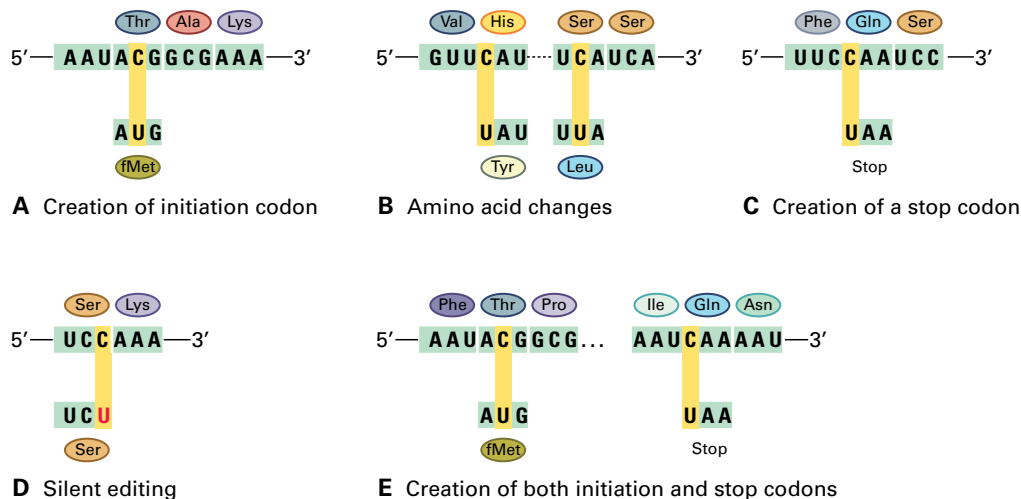 Thr Ala Lys
5′ AAUACGGCGAAA 3′
AUG
fMet
A Creation of initiation codon
Val His Ser Ser
5′ GUUCAU UCAUCA 3′
UAU UUA
Tyr Leu
B Amino acid changes
Phe Gln Ser
5′ UUCCAAUCC 3′
UAA
Stop
C Creation of a stop codon
Ser Lys
5′ UCCAAA 3′
UCU
Ser
D Silent editing
Phe Thr Pro Ile Gln Asn
5′ AAUACGGCG... AAUCAAAAU 3′
AUG UAA
fMet Stop
E Creation of both initiation and stop codons